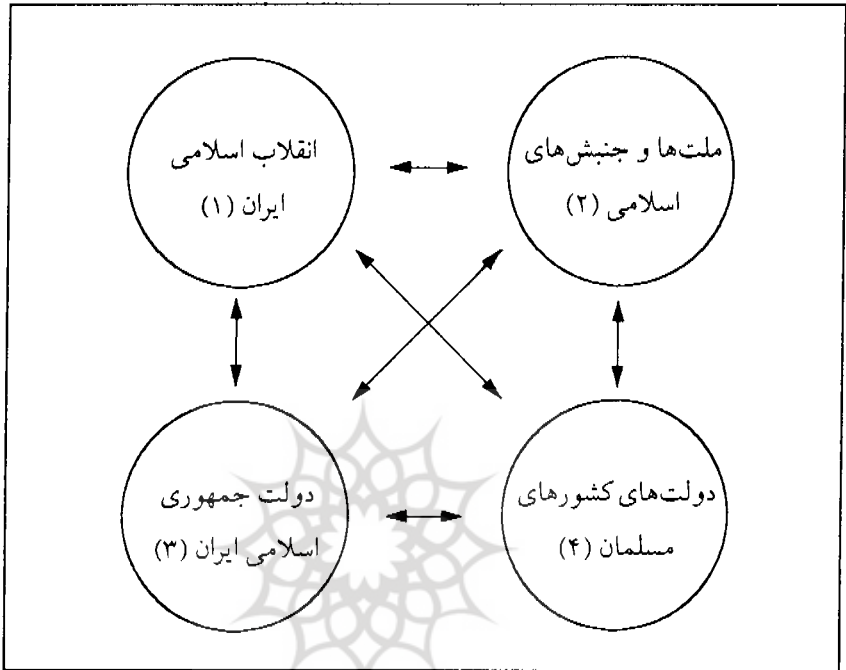 انقلاب اسلامی
ایران (۱)
ملت‌ها و جنبش‌های
اسلامی (۲)
دولت جمهوری
اسلامی ایران (۳)
دولت‌های کشورهای
مسلمان (۴)